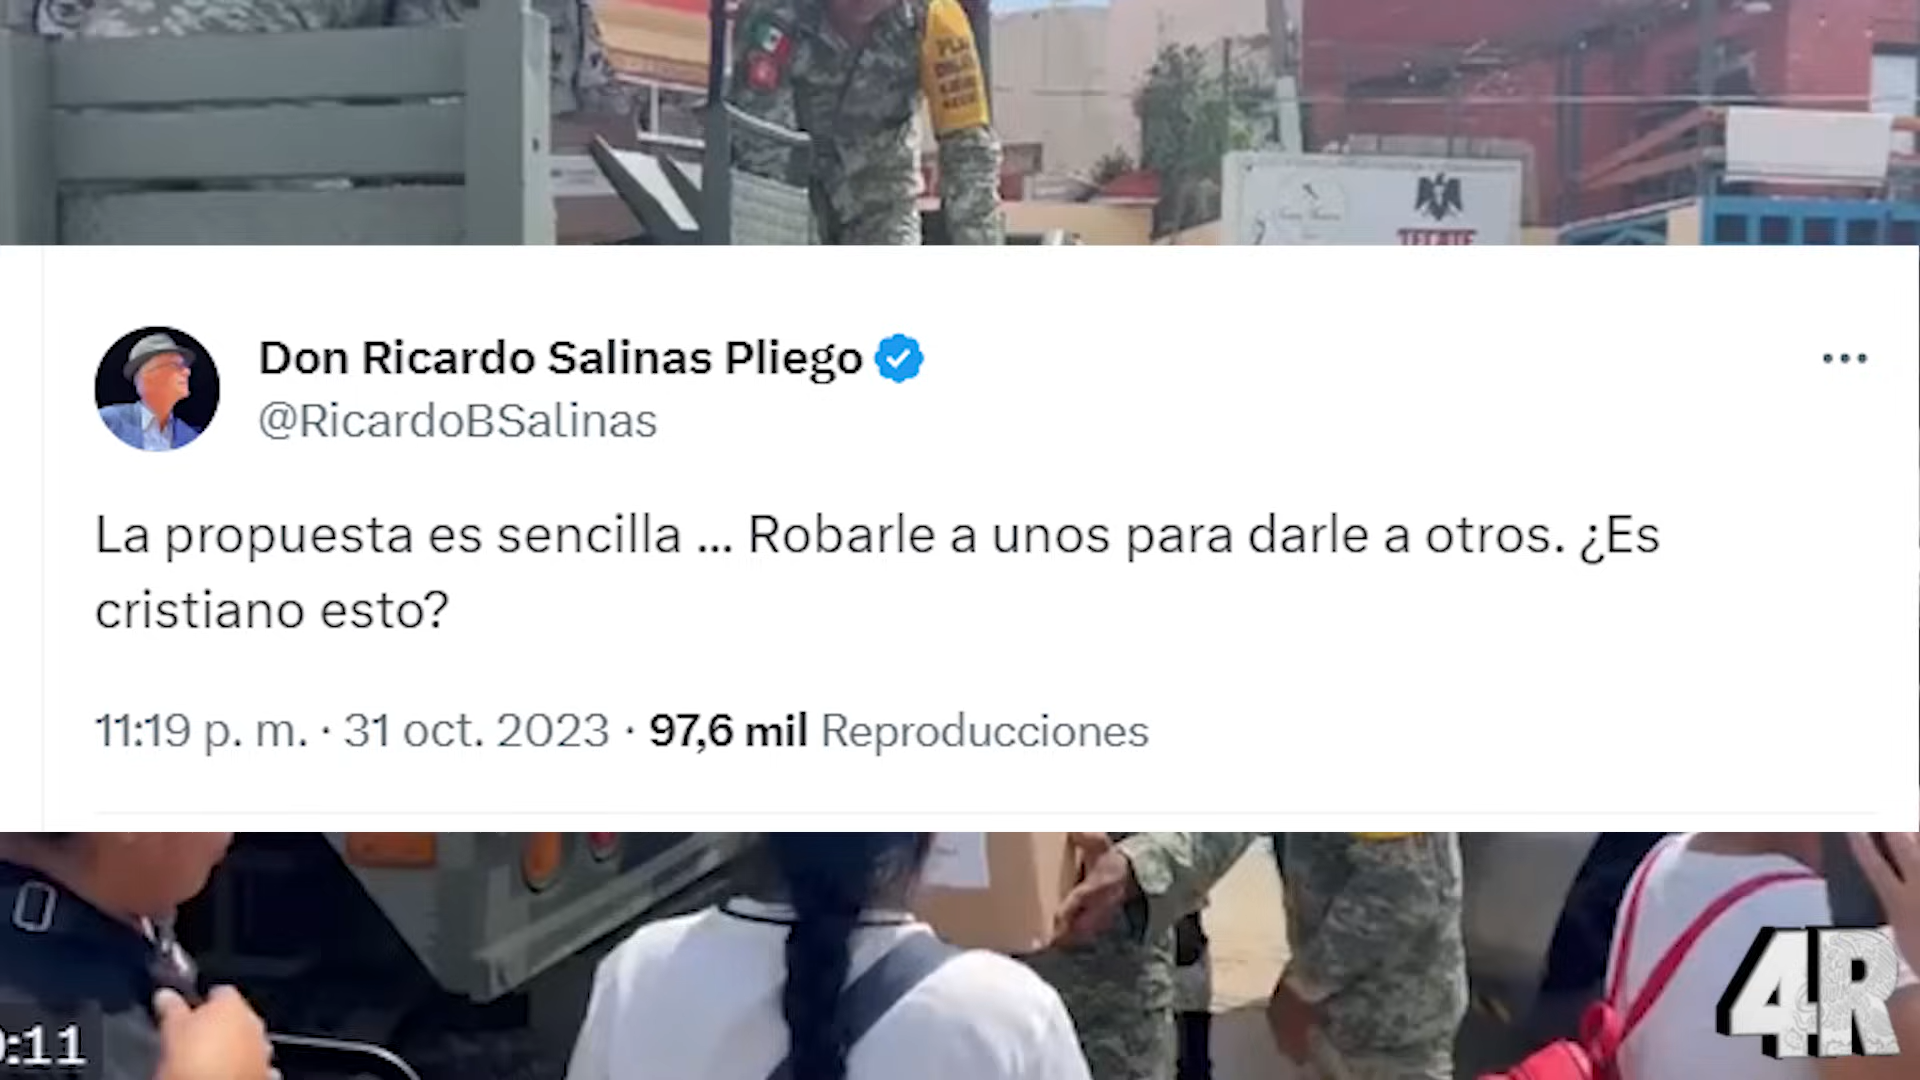 PLAN
Don Ricardo Salinas Pliego
@RicardoBSalinas
La propuesta es sencilla ... Robarle a unos para darle a otros. ¿Es
cristiano esto?
11:19 p. m. · 31 oct. 2023 · 97,6 mil Reproducciones
:11
4R